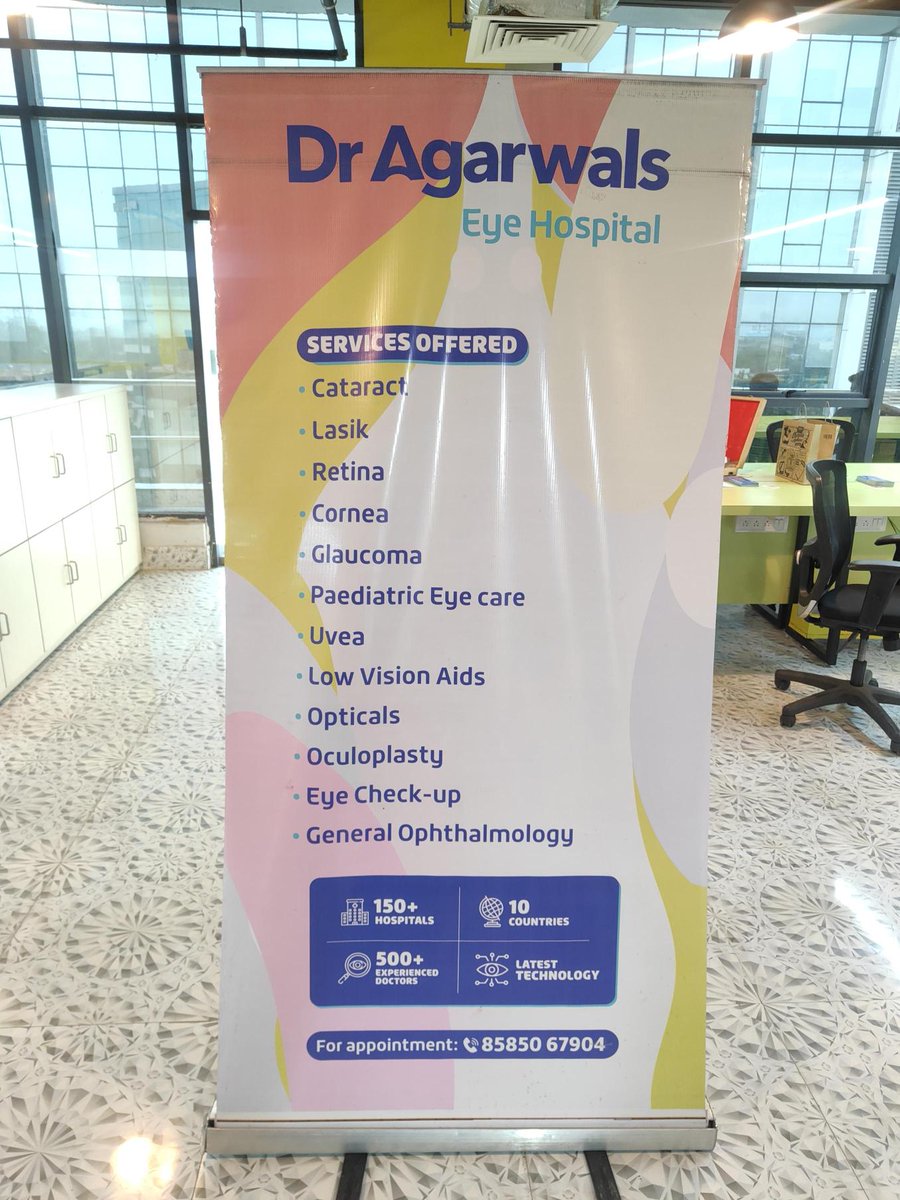 Dr Agarwals
Eye Hospital
SERVICES OFFERED
• Cataract
• Lasik
• Retina
• Cornea
• Glaucoma
• Paediatric Eye care
• Uvea
• Low Vision Aids
• Opticals
• Oculoplasty
• Eye Check-up
• General Ophthalmology
150+
HOSPITALS
10
COUNTRIES
500+
EXPERIENCED
DOCTORS
LATEST
TECHNOLOGY
For appointment: 85850 67904